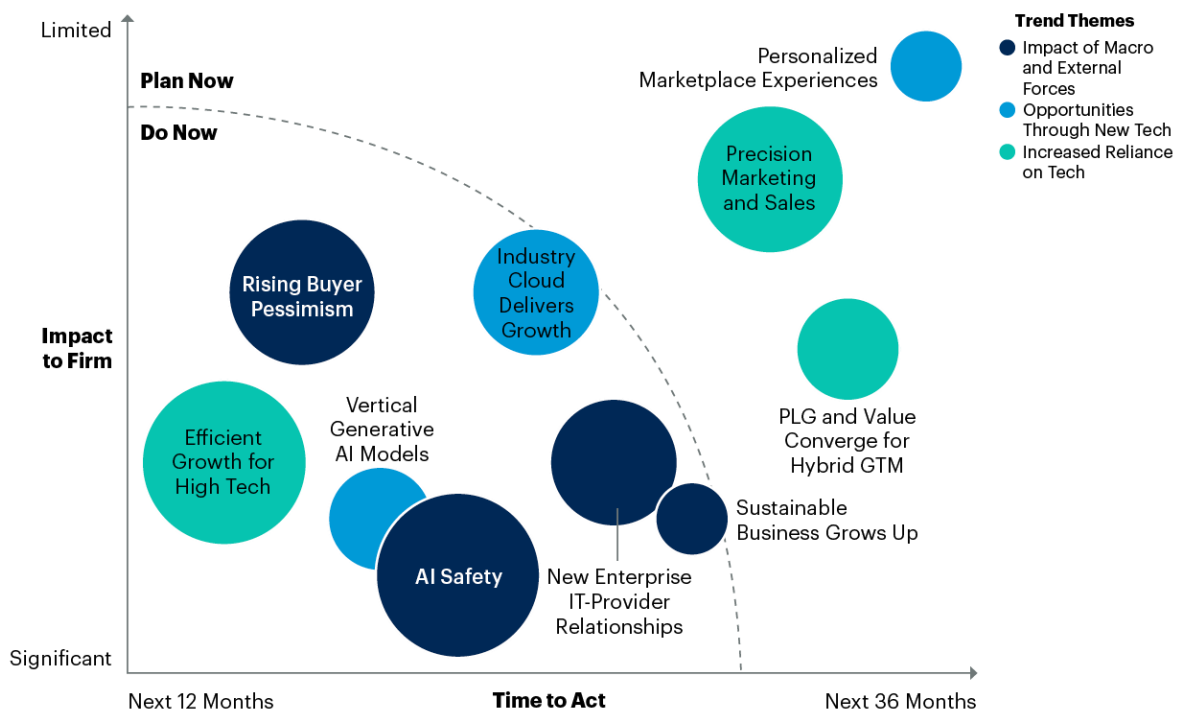 Limited
Plan Now
Do Now
Personalized
Marketplace Experiences
Trend Themes
Impact of Macro
and External
Forces
Opportunities
Through New Tech
Increased Reliance
on Tech
Precision
Marketing
and Sales
Rising Buyer
Pessimism
Industry
Cloud
Delivers
Growth
Impact
to Firm
Efficient
Growth for
High Tech
Vertical
Generative
AI Models
PLG and Value
Converge for
Hybrid GTM
AI Safety
Sustainable
Business Grows Up
New Enterprise
IT-Provider
Relationships
Significant
Next 12 Months
Time to Act
Next 36 Months